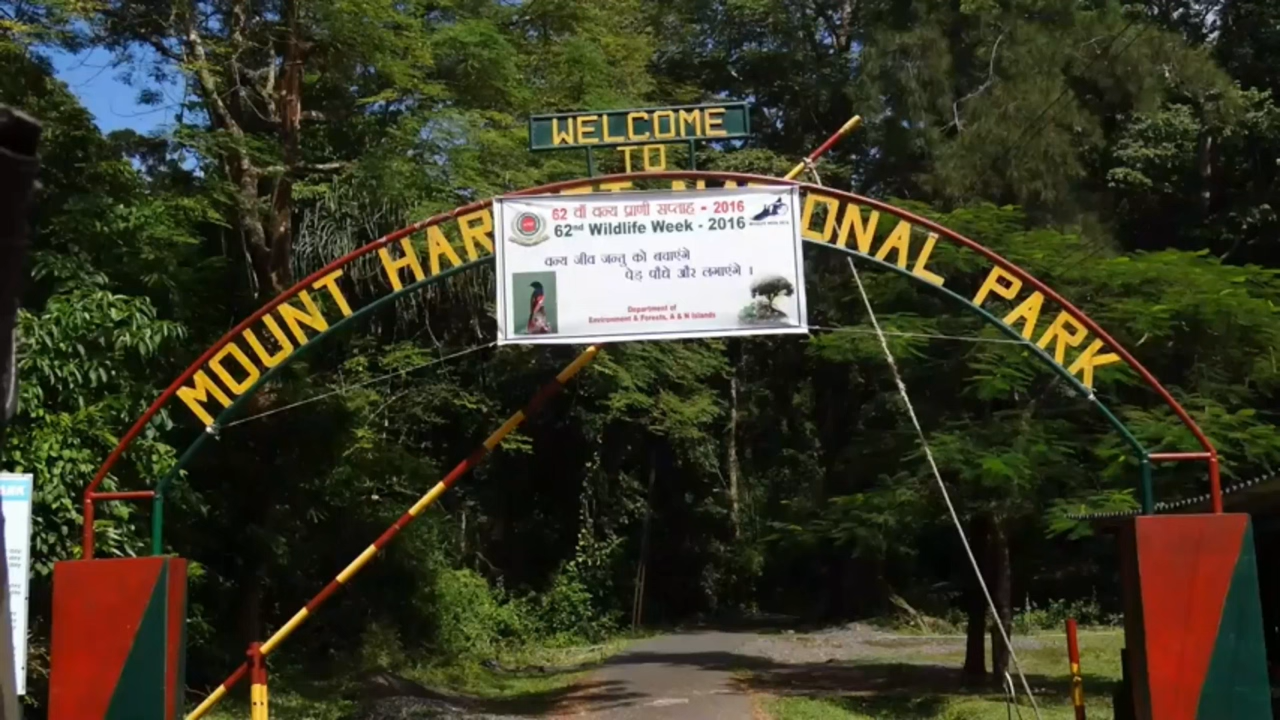 WELCOME
TO
MOUNT HAR
ONAL PARK
62 वाँ वन्य प्राणी सप्ताह - 2016
62nd Wildlife Week - 2016
वन्य जीव जन्तु को बचाएंगे
पेड़ पौधे और लगाएंगे ।
Department of
Environment & Forests, A & N Islands